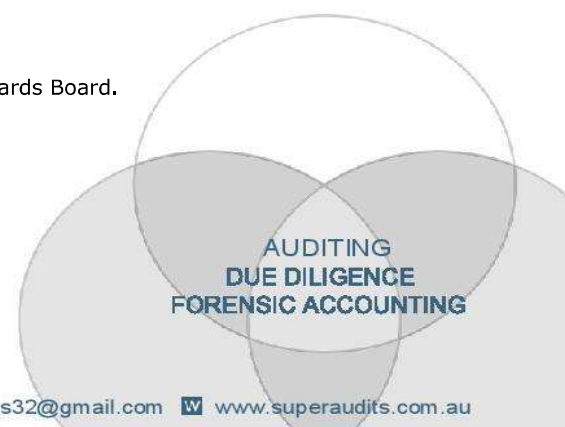 ards Board.
AUDITING
DUE DILIGENCE
FORENSIC ACCOUNTING
s32@gmail.com W www.superaudits.com.au